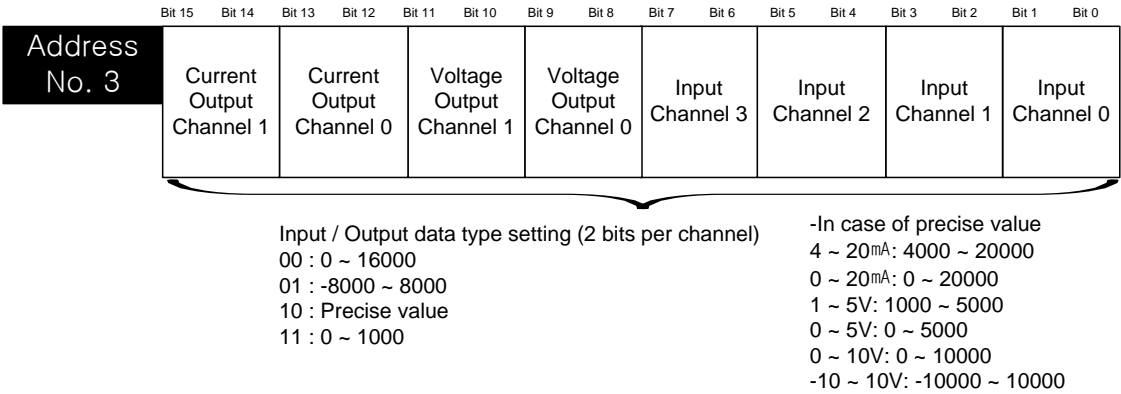 Bit 15 Bit 14 Bit 13 Bit 12 Bit 11 Bit 10 Bit 9 Bit 8 Bit 7 Bit 6 Bit 5 Bit 4 Bit 3 Bit 2 Bit 1 Bit 0
Address
No. 3
Current
Output
Channel 1
Current
Output
Channel 0
Voltage
Output
Channel 1
Voltage
Output
Channel 0
Input
Channel 3
Input
Channel 2
Input
Channel 1
Input
Channel 0
Input / Output data type setting (2 bits per channel)
00 : 0 ~ 16000
01 : -8000 ~ 8000
10 : Precise value
11 : 0 ~ 1000
-In case of precise value
4 ~ 20㎃: 4000 ~ 20000
0 ~ 20㎃: 0 ~ 20000
1 ~ 5V: 1000 ~ 5000
0 ~ 5V: 0 ~ 5000
0 ~ 10V: 0 ~ 10000
-10 ~ 10V: -10000 ~ 10000